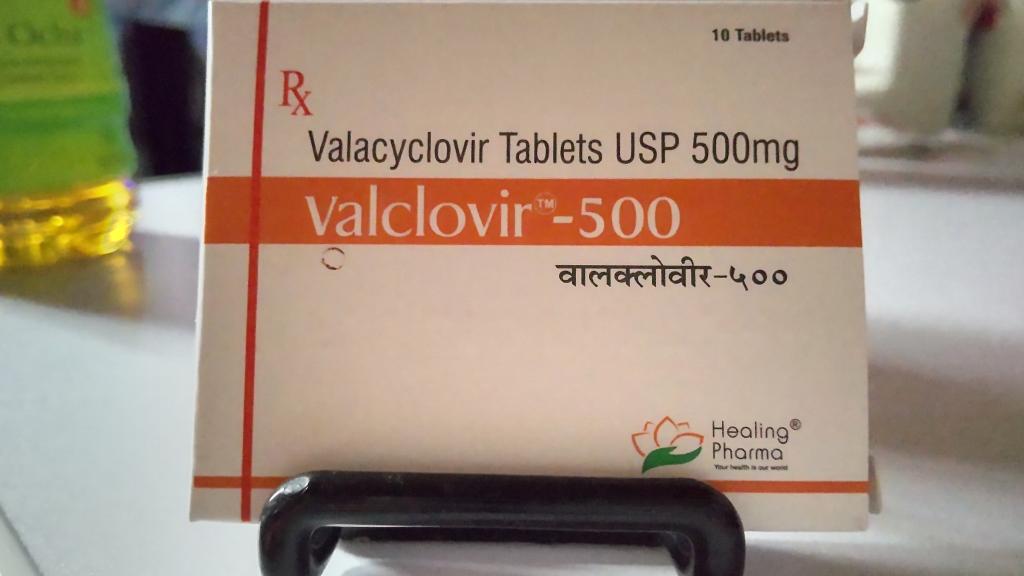 10 Tablets
Rx
Valacyclovir Tablets USP 500mg
Valclovir™-500
वालक्लोवीर-५००
Healing®
Pharma
Your health is our world